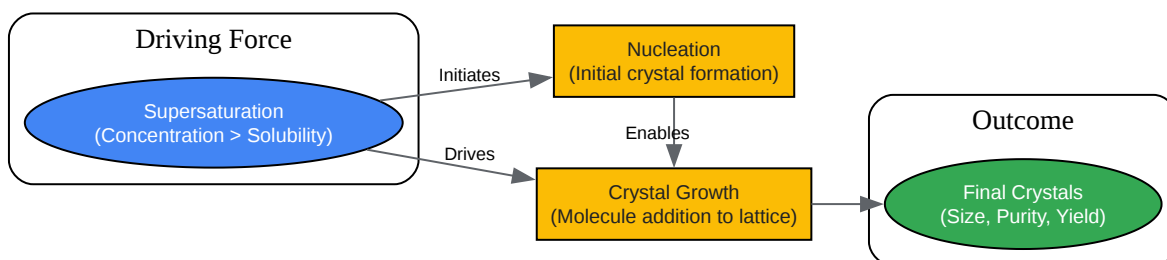 Driving Force
Supersaturation
(Concentration > Solubility)
Initiates
Drives
Nucleation
(Initial crystal formation)
Enables
Crystal Growth
(Molecule addition to lattice)
Outcome
Final Crystals
(Size, Purity, Yield)